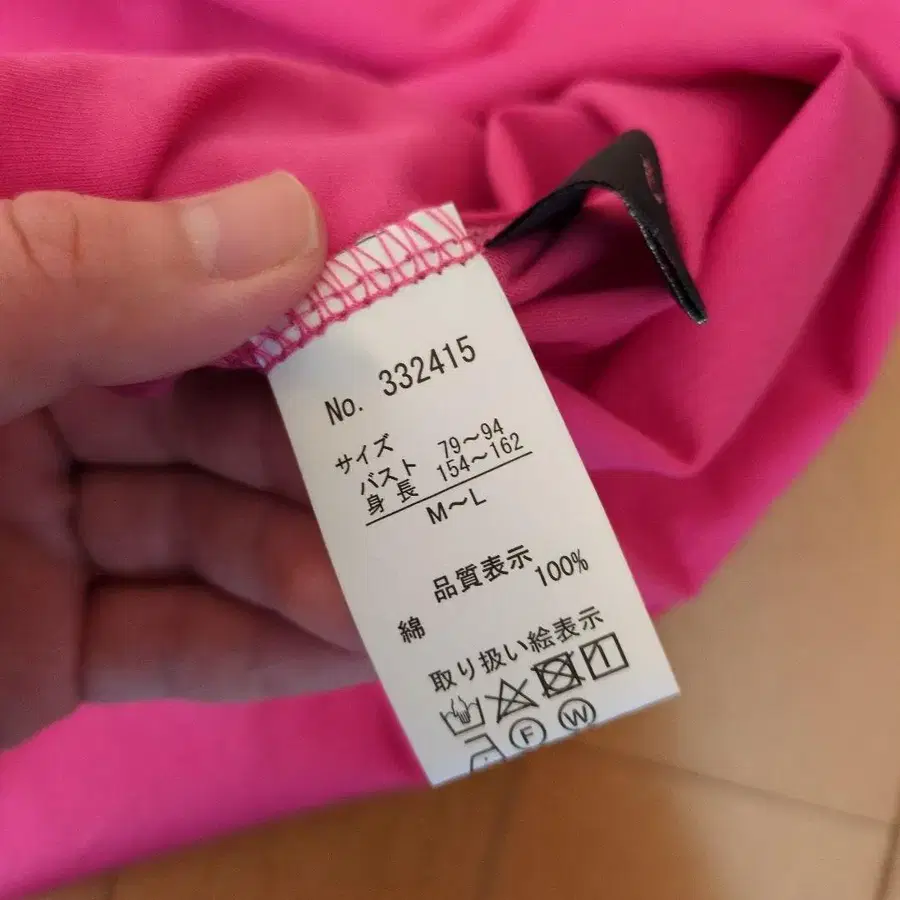 No. 332415
サイズ
バスト 79～94
身長 154～162
M～L
品質表示
綿 100%
取り扱い絵表示
F W